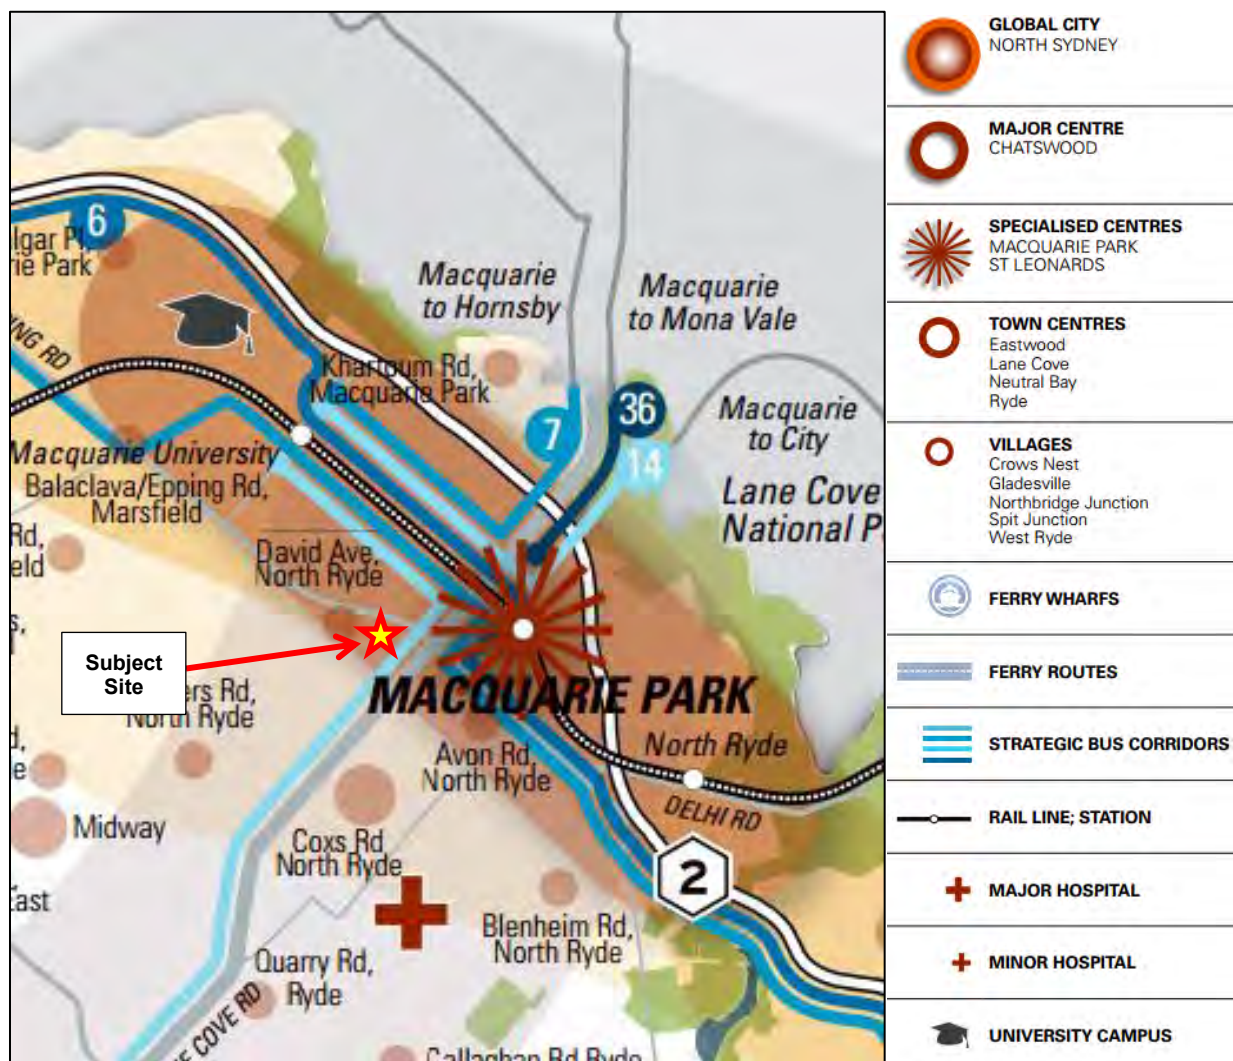 6
lgar Pl,
rie Park
Macquarie
to Hornsby
Macquarie
to Mona Vale
ING RD
Khartoum Rd,
Macquarie Park
7
36
14
Macquarie
to City
Macquarie University
Balaclava/Epping Rd,
Marsfield
Lane Cove
National P
Rd,
eld
David Ave,
North Ryde
s,
Subject
Site
ers Rd,
North Ryde
MACQUARIE PARK
d,
e
Avon Rd,
North Ryde
North Ryde
DELHI RD
Midway
Coxs Rd
North Ryde
2
East
Blenheim Rd,
North Ryde
Quarry Rd,
Ryde
E COVE RD
Callaghan Rd Ryde
GLOBAL CITY
NORTH SYDNEY
MAJOR CENTRE
CHATSWOOD
SPECIALISED CENTRES
MACQUARIE PARK
ST LEONARDS
TOWN CENTRES
Eastwood
Lane Cove
Neutral Bay
Ryde
VILLAGES
Crows Nest
Gladesville
Northbridge Junction
Spit Junction
West Ryde
FERRY WHARFS
FERRY ROUTES
STRATEGIC BUS CORRIDORS
RAIL LINE; STATION
MAJOR HOSPITAL
MINOR HOSPITAL
UNIVERSITY CAMPUS